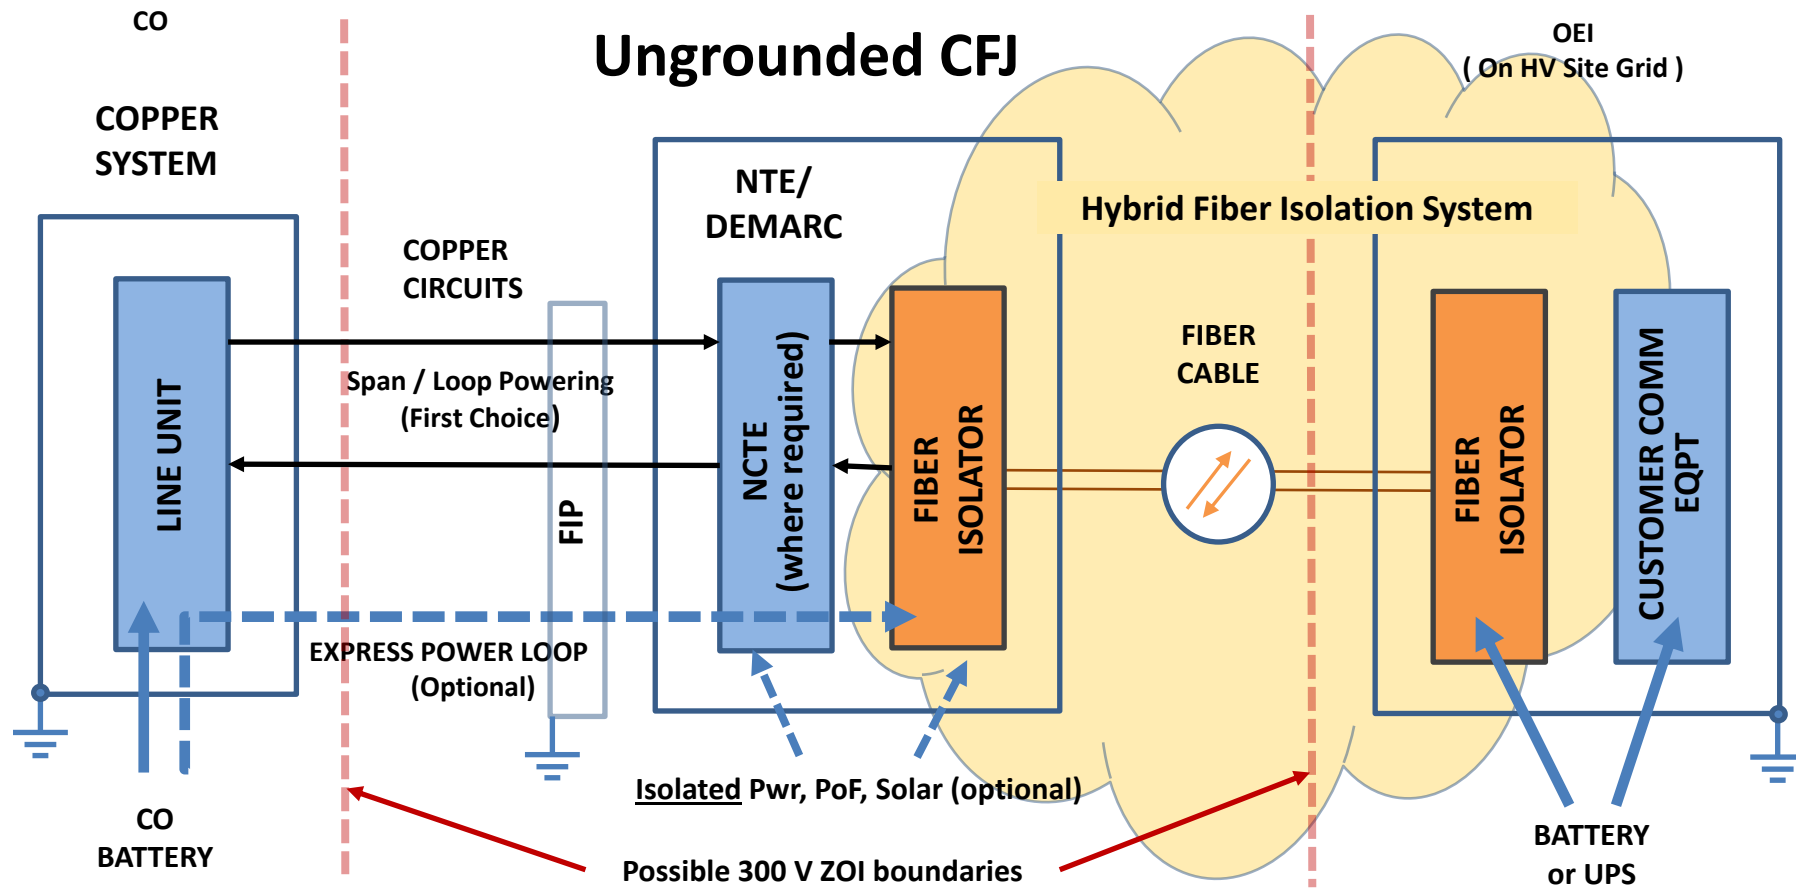 CO
Ungrounded CFJ
OEI
( On HV Site Grid )
COPPER
SYSTEM
NTE/
DEMARC
Hybrid Fiber Isolation System
COPPER
CIRCUITS
FIBER
CABLE
Span / Loop Powering
(First Choice)
LINE UNIT
FIP
NCTE
(where required)
FIBER
ISOLATOR
FIBER
ISOLATOR
CUSTOMER COMM
EQPT
EXPRESS POWER LOOP
(Optional)
Isolated Pwr, PoF, Solar (optional)
CO
BATTERY
Possible 300 V ZOI boundaries
BATTERY
or UPS